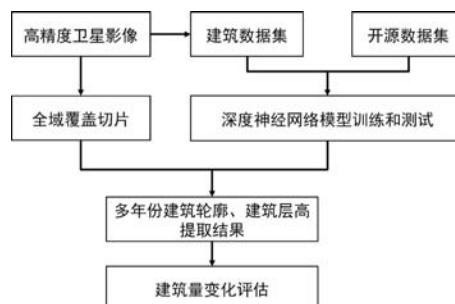 高精度卫星影像
建筑数据集
开源数据集
全域覆盖切片
深度神经网络模型训练和测试
多年份建筑轮廓、建筑层高
提取结果
建筑量变化评估